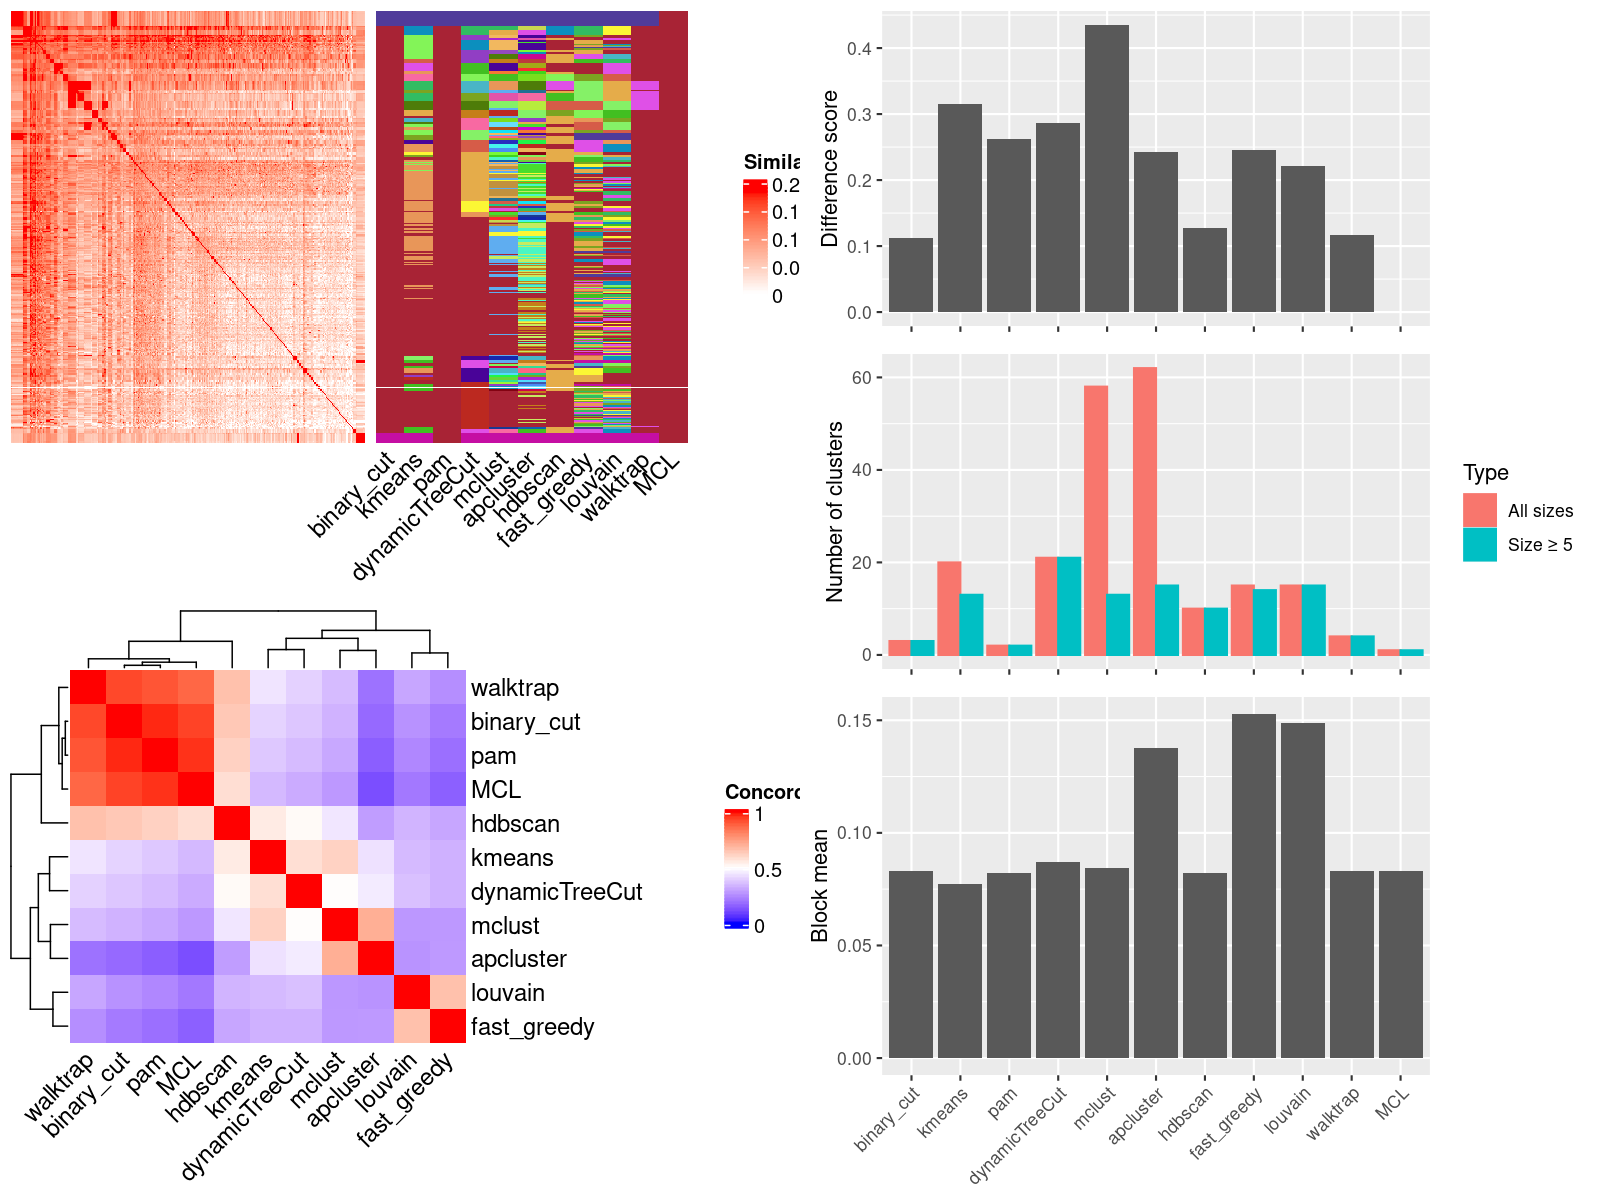 Simila
0.2
0.1
0.1
0.0
0
binary_cut
kmeans
pam
dynamicTreeCut
mclust
apcluster
hdbscan
fast_greedy
louvain
walktrap
MCL
walktrap
binary_cut
pam
MCL
hdbscan
kmeans
dynamicTreeCut
mclust
apcluster
louvain
fast_greedy
walktrap
binary_cut
pam
MCL
hdbscan
kmeans
dynamicTreeCut
mclust
apcluster
louvain
fast_greedy
Concord
1
0.5
0
Difference score
0.4
0.3
0.2
0.1
0.0
Number of clusters
60
40
20
0
Type
All sizes
Size ≥ 5
Block mean
0.15
0.10
0.05
0.00
binary_cut
kmeans
pam
dynamicTreeCut
mclust
apcluster
hdbscan
fast_greedy
louvain
walktrap
MCL